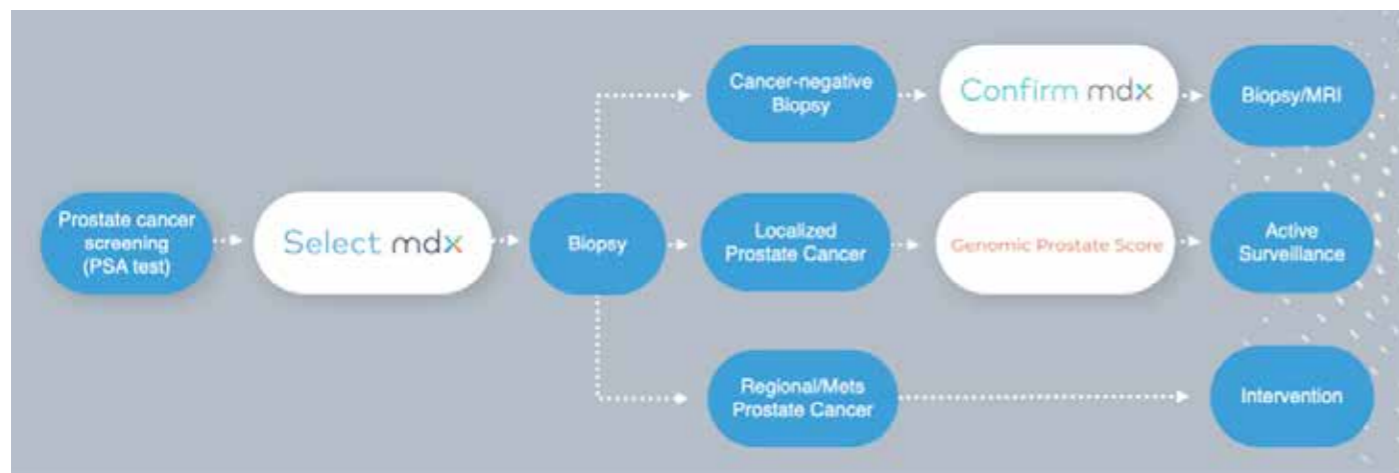 Prostate cancer
screening
(PSA test)
Select mdx
Biopsy
Cancer-negative
Biopsy
Confirm mdx
Biopsy/MRI
Localized
Prostate Cancer
Genomic Prostate Score
Active
Surveillance
Regional/Mets
Prostate Cancer
Intervention